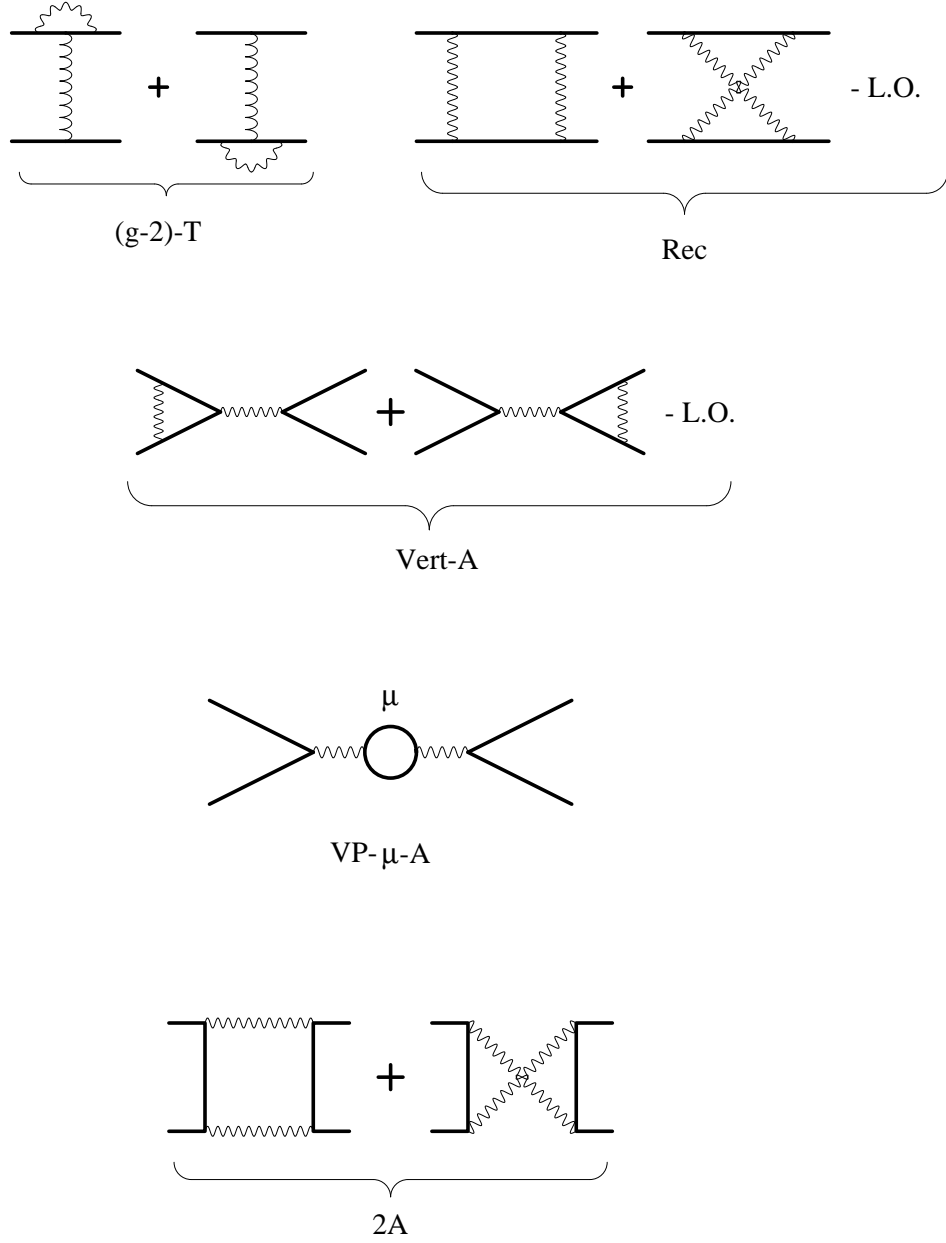 + + - L.O.
(g-2)-T
Rec
+ - L.O.
Vert-A
μ
VP-μ-A
+
2A